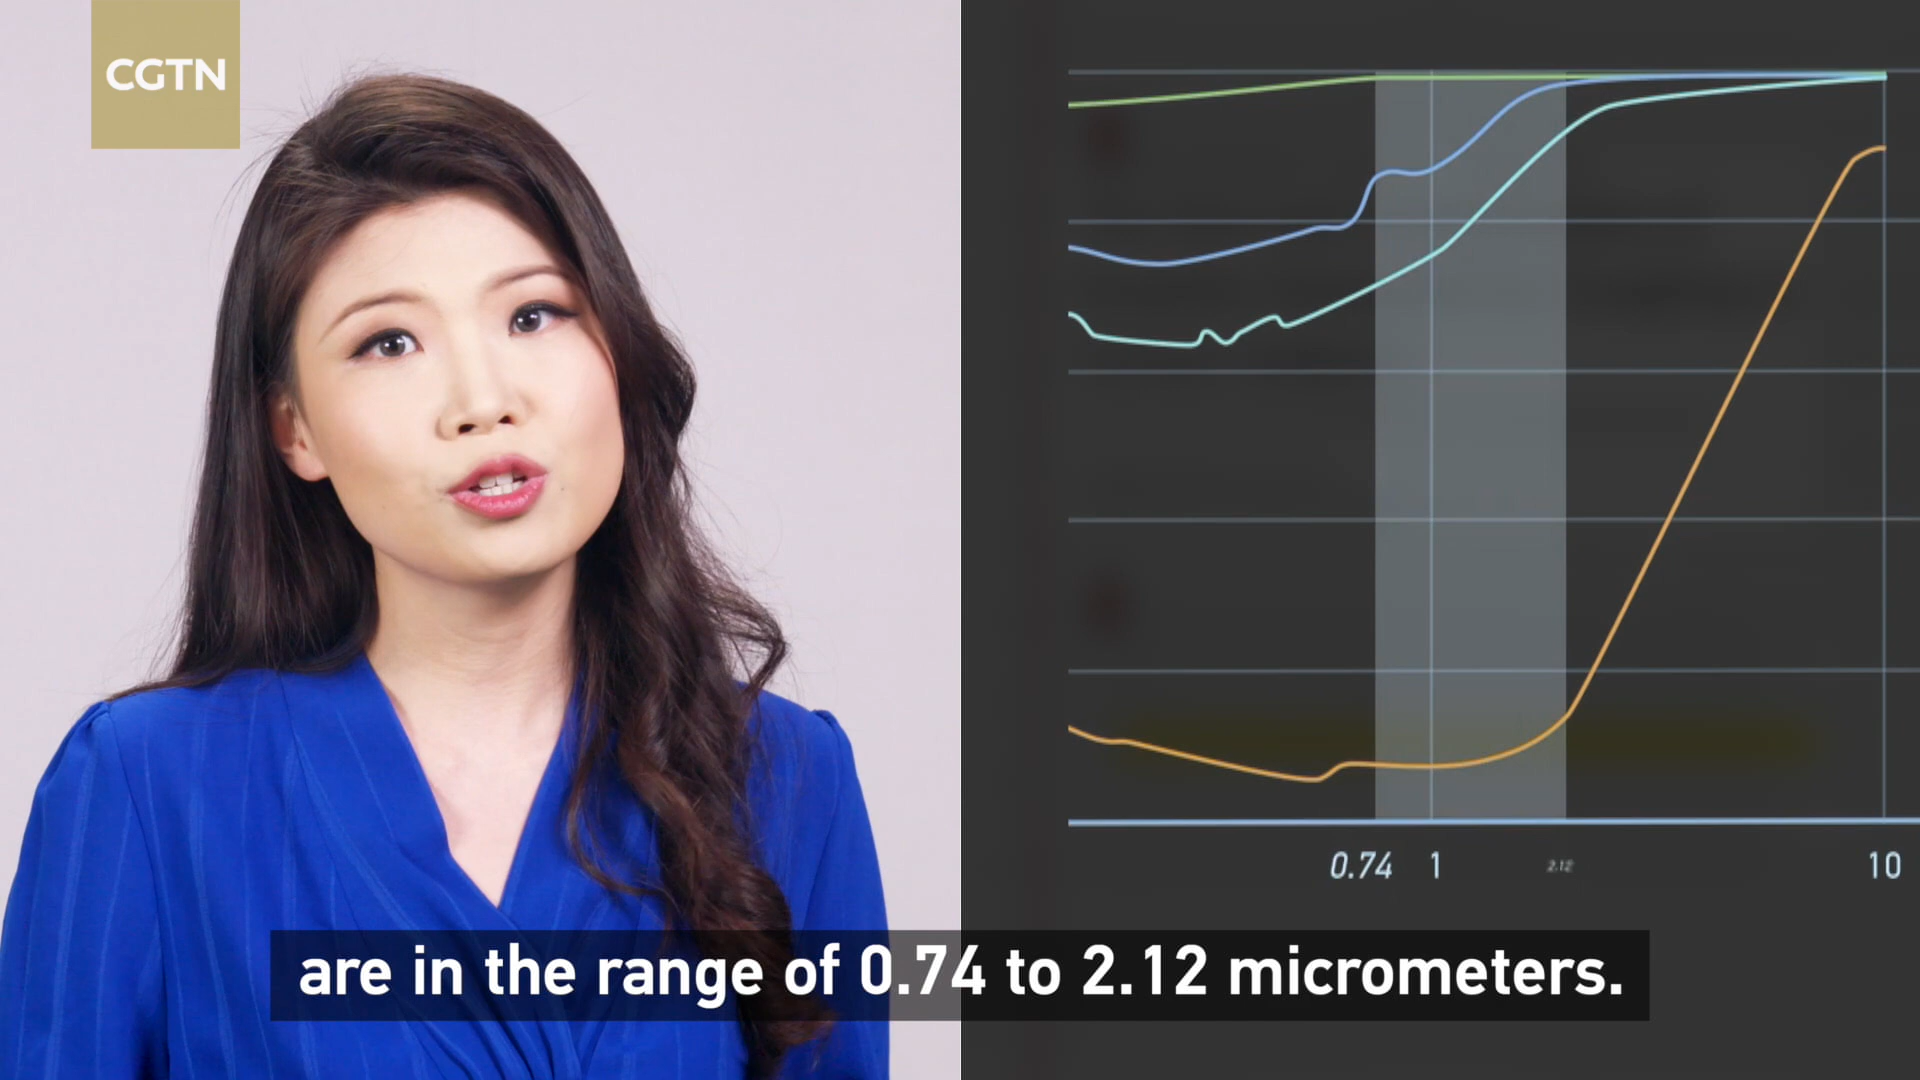 CGTN
0.74 1 2.12 10
are in the range of 0.74 to 2.12 micrometers.